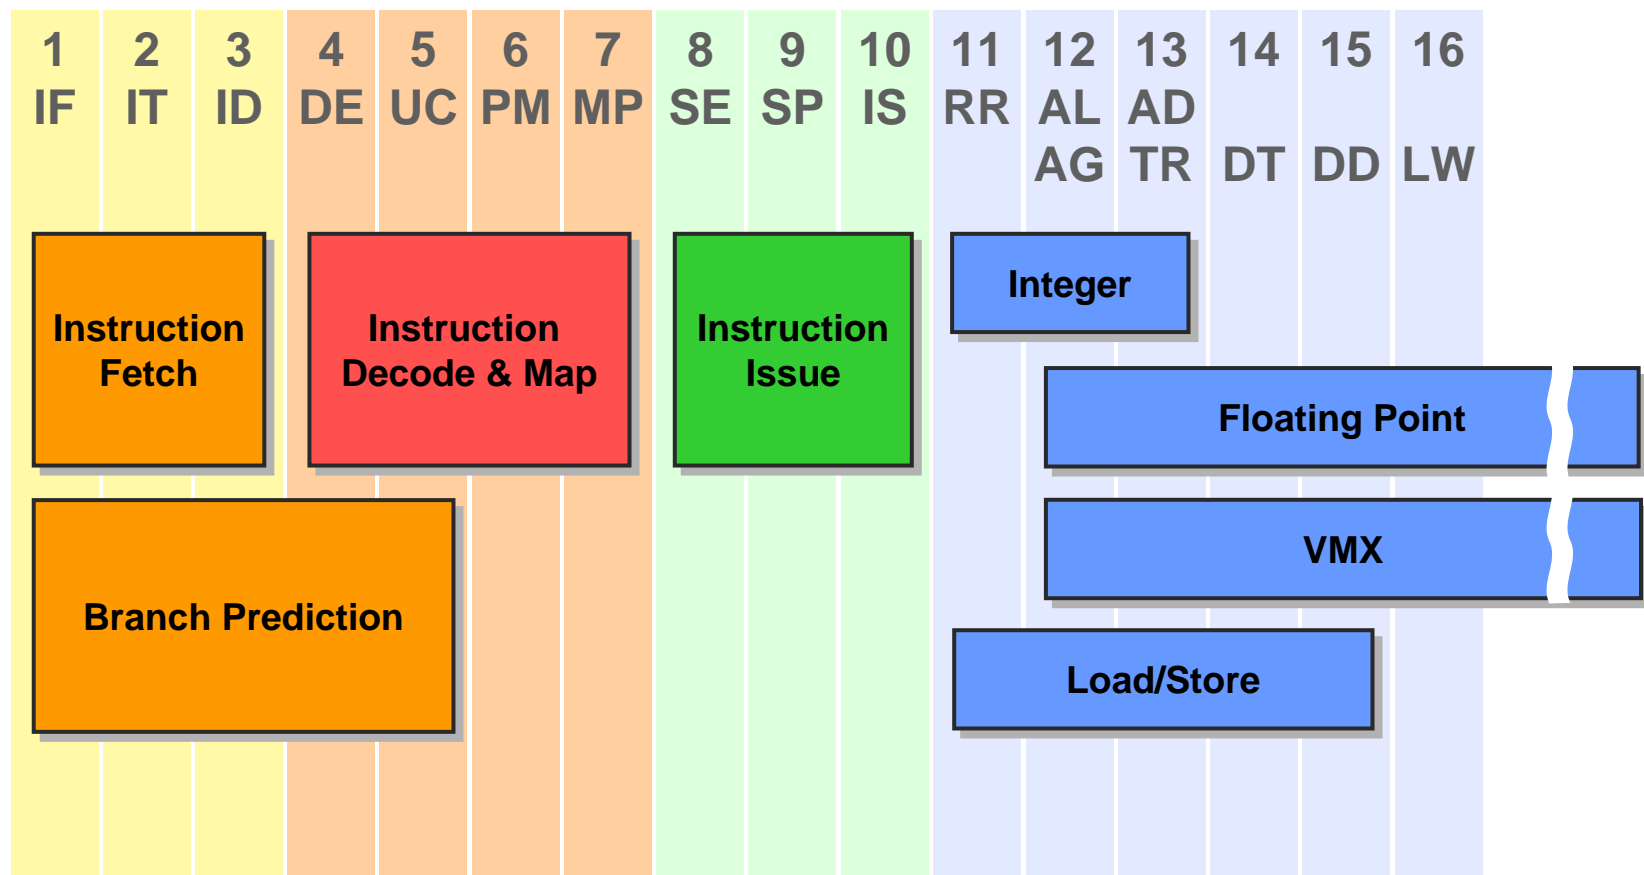 1 2 3 4 5 6 7 8 9 10 11 12 13 14 15 16
IF IT ID DE UC PM MP SE SP IS RR AL AD
AG TR DT DD LW
Integer
Instruction
Fetch
Instruction
Decode & Map
Instruction
Issue
Floating Point
VMX
Branch Prediction
Load/Store